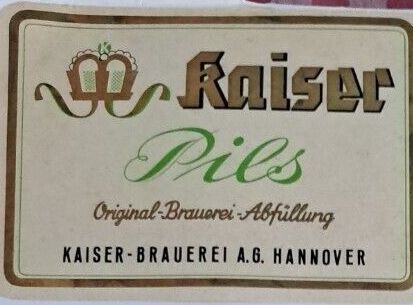 Kaiser
Pils
Original-Brauerei-Abfüllung
KAISER-BRAUEREI A.G. HANNOVER